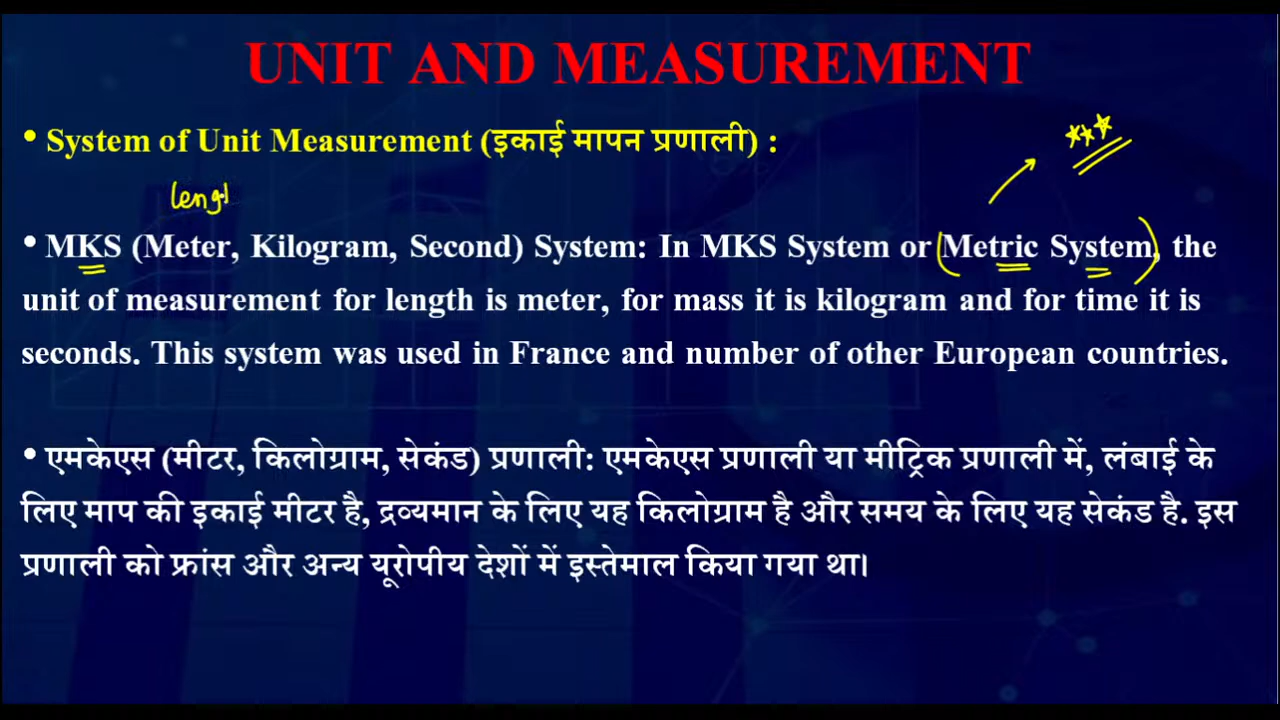 UNIT AND MEASUREMENT
• System of Unit Measurement (इकाई मापन प्रणाली) :
leng
• MKS (Meter, Kilogram, Second) System: In MKS System or (Metric System), the
unit of measurement for length is meter, for mass it is kilogram and for time it is
seconds. This system was used in France and number of other European countries.
• एमकेएस (मीटर, किलोग्राम, सेकंड) प्रणाली: एमकेएस प्रणाली या मीट्रिक प्रणाली में, लंबाई के
लिए माप की इकाई मीटर है, द्रव्यमान के लिए यह किलोग्राम है और समय के लिए यह सेकंड है. इस
प्रणाली को फ्रांस और अन्य यूरोपीय देशों में इस्तेमाल किया गया था।